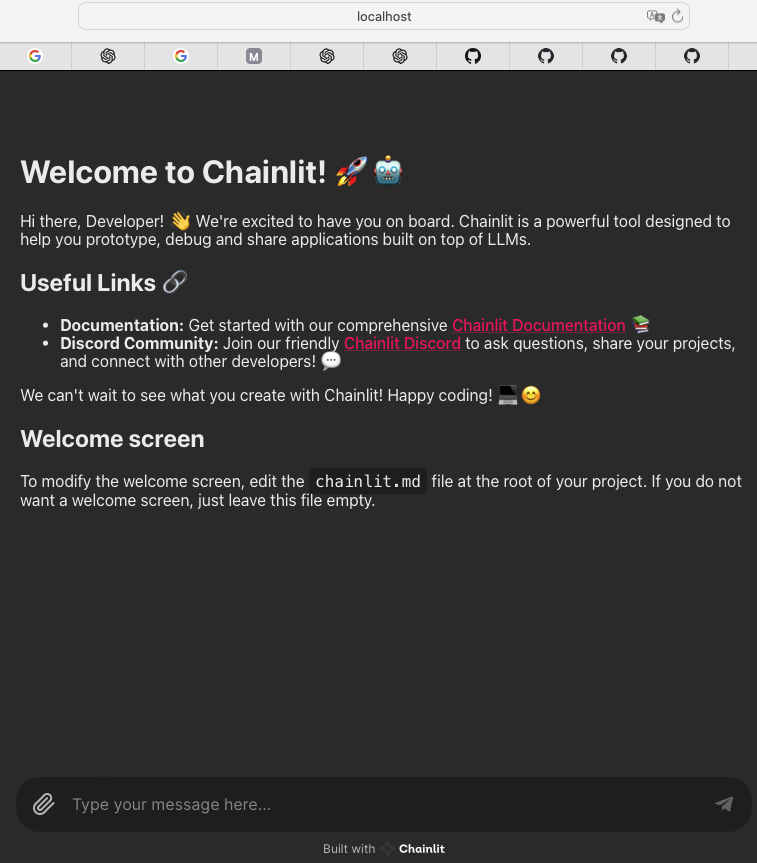 localhost
M
Welcome to Chainlit! 🚀🤖
Hi there, Developer! 👋 We're excited to have you on board. Chainlit is a powerful tool designed to
help you prototype, debug and share applications built on top of LLMs.
Useful Links 🔗
• Documentation: Get started with our comprehensive Chainlit Documentation 📚
• Discord Community: Join our friendly Chainlit Discord to ask questions, share your projects,
and connect with other developers! 💬
We can't wait to see what you create with Chainlit! Happy coding! 💻😊
Welcome screen
To modify the welcome screen, edit the chainlit.md file at the root of your project. If you do not
want a welcome screen, just leave this file empty.
Type your message here...
Built with Chainlit